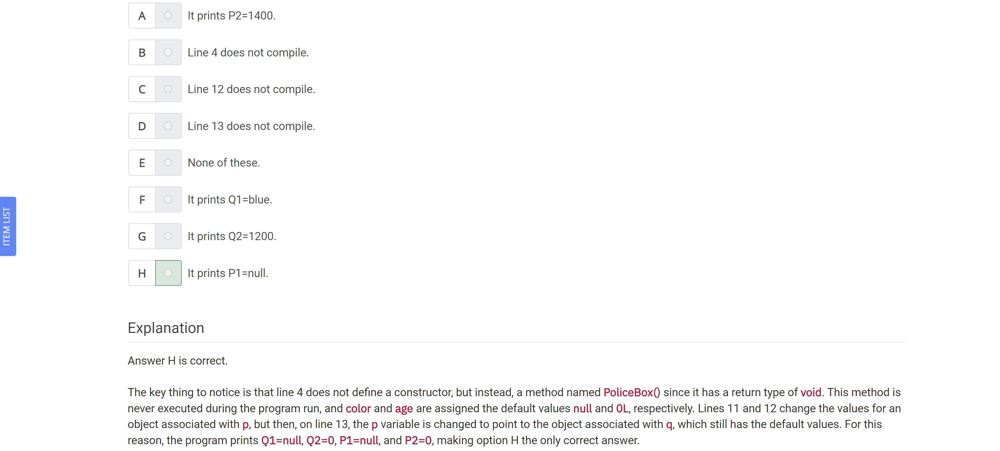 A It prints P2=1400.
B Line 4 does not compile.
C Line 12 does not compile.
D Line 13 does not compile.
E None of these.
F It prints Q1=blue.
ITEM LIST
G It prints Q2=1200.
H It prints P1=null.
Explanation
Answer H is correct.
The key thing to notice is that line 4 does not define a constructor, but instead, a method named PoliceBox() since it has a return type of void. This method is
never executed during the program run, and color and age are assigned the default values null and 0L, respectively. Lines 11 and 12 change the values for an
object associated with p, but then, on line 13, the p variable is changed to point to the object associated with q, which still has the default values. For this
reason, the program prints Q1=null, Q2=0, P1=null, and P2=0, making option H the only correct answer.